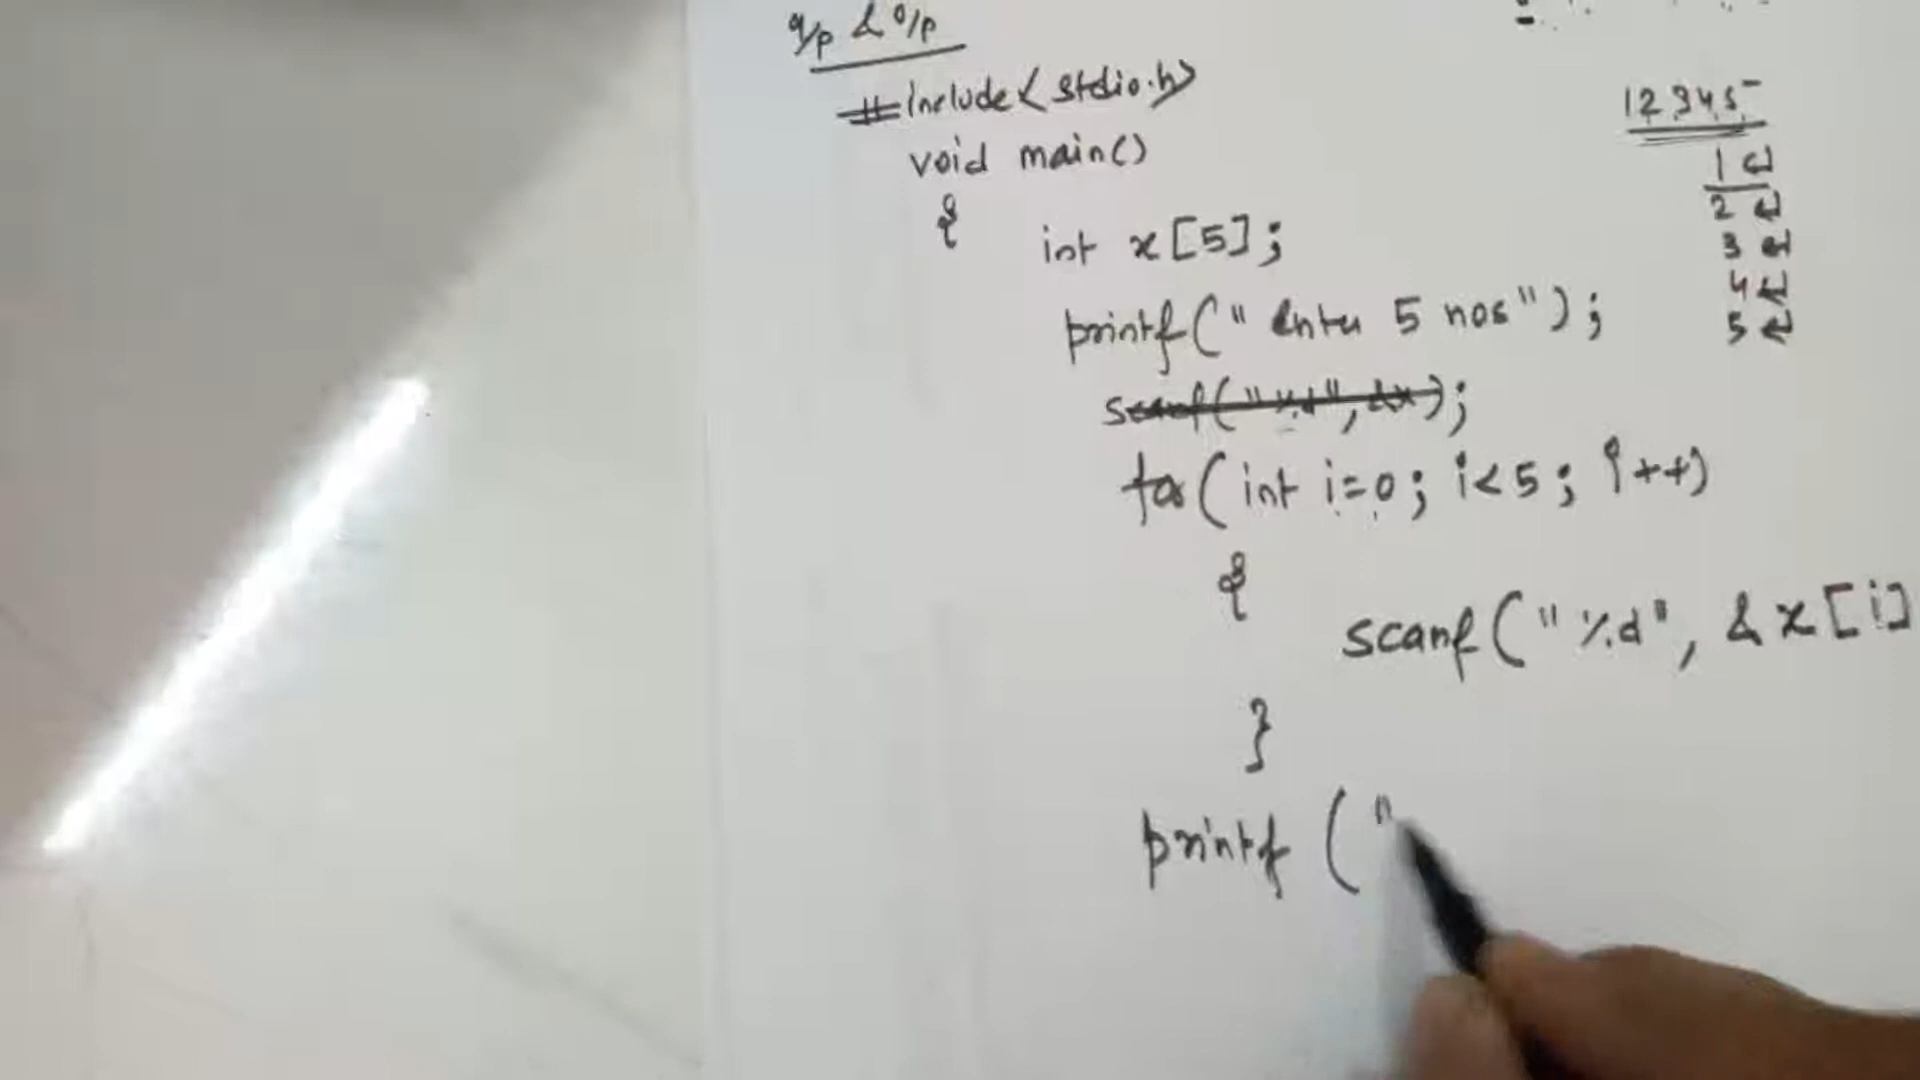 I/p & O/p
#include<stdio.h>
void main()
{
int x[5];
printf("Enter 5 nos");
scanf("%d", &x);
for(int i=0; i<5; i++)
{
scanf("%d", &x[i]
}
printf ("
12345
1 ↵
2 ↵
3 ↵
4 ↵
5 ↵